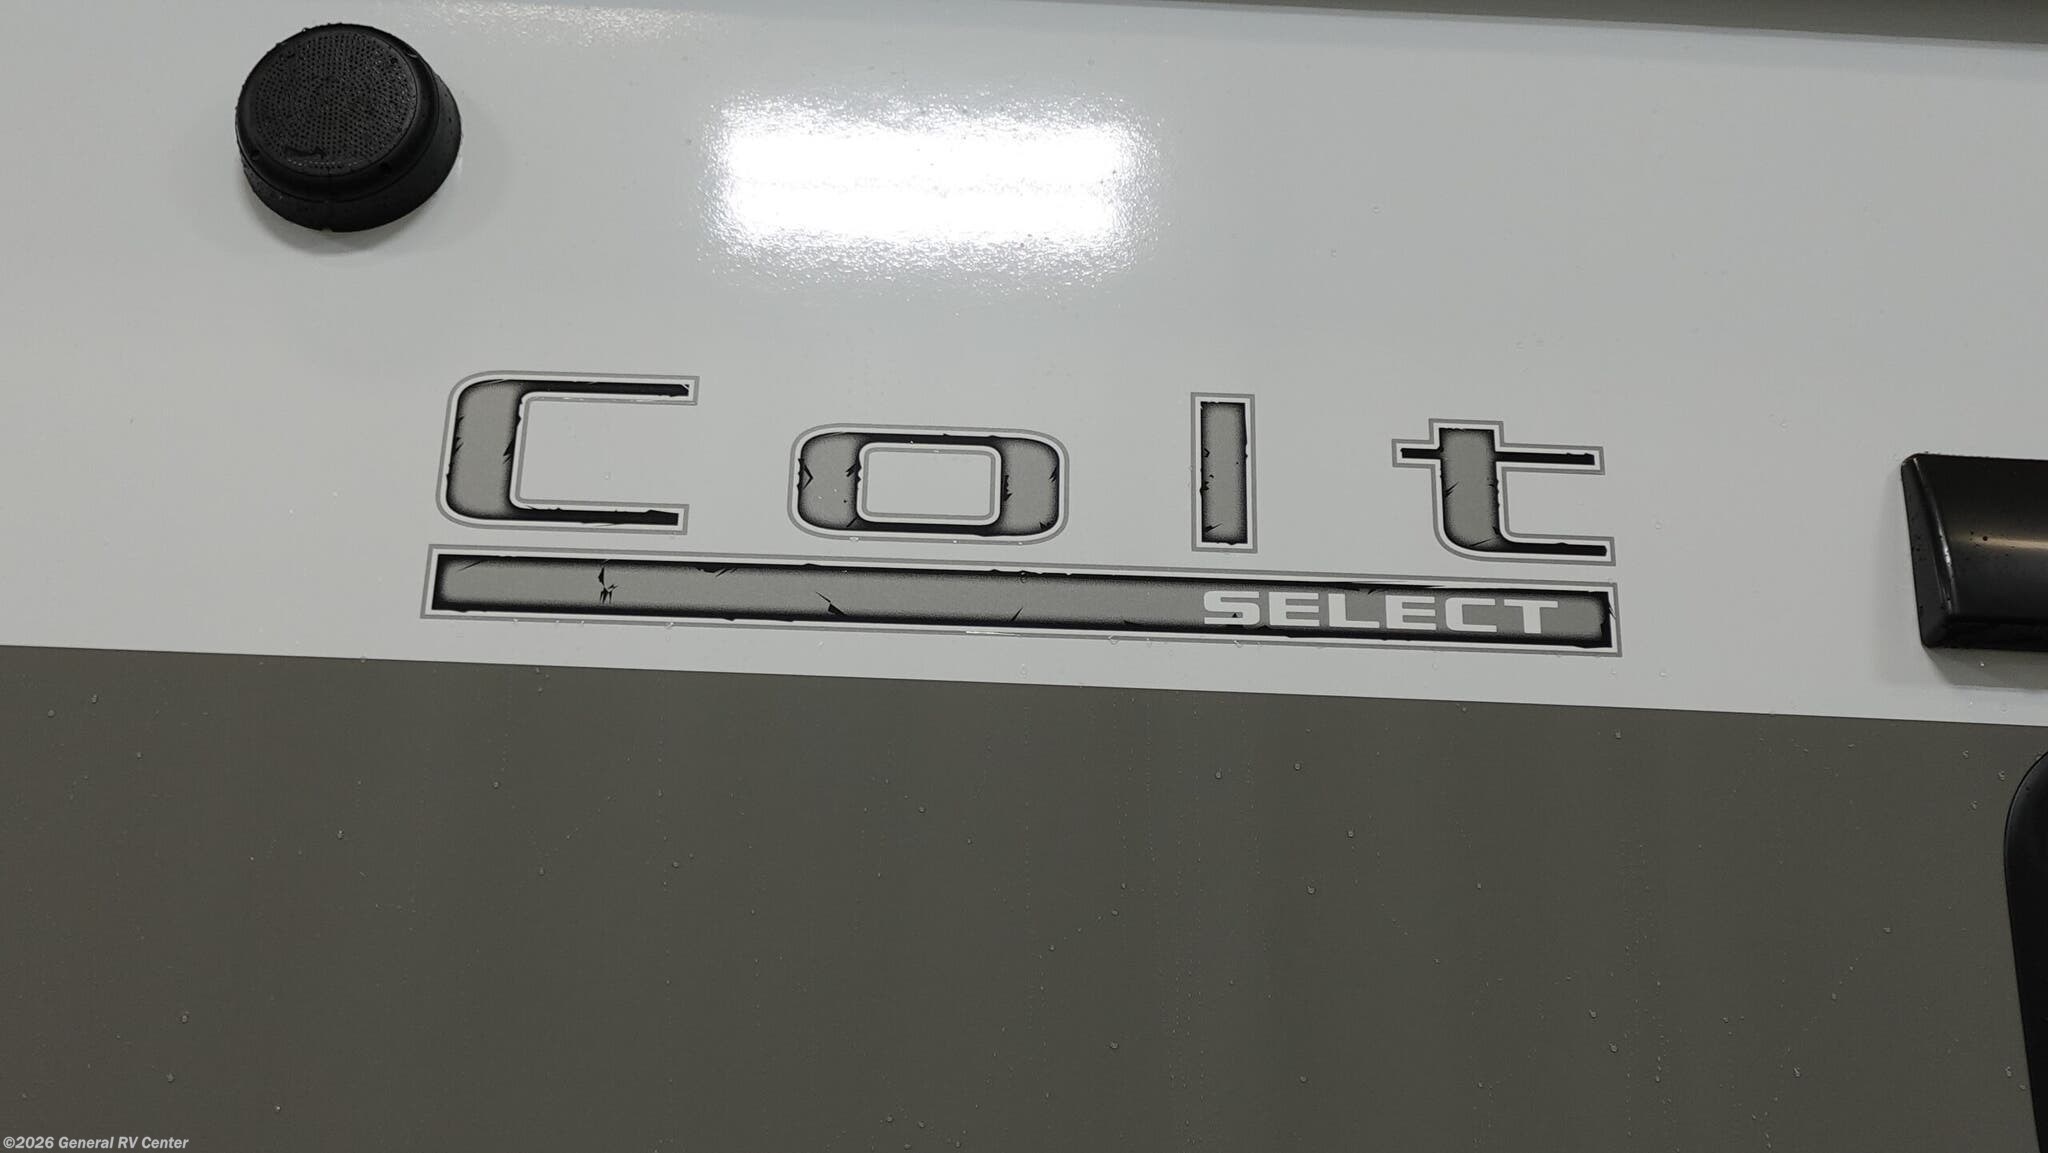 Colt
SELECT
©2026 General RV Center